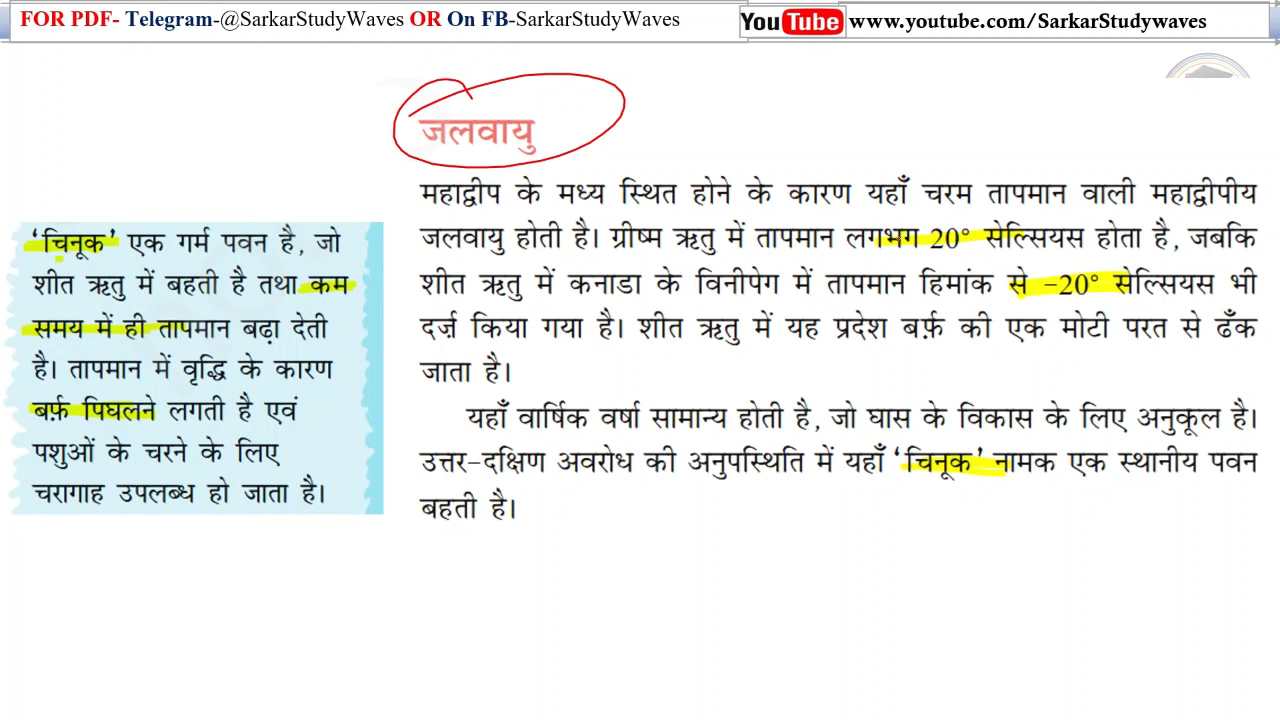 FOR PDF- Telegram-@SarkarStudyWaves OR On FB-SarkarStudyWaves
YouTube www.youtube.com/SarkarStudywaves
जलवायु
महाद्वीप के मध्य स्थित होने के कारण यहाँ चरम तापमान वाली महाद्वीपीय
जलवायु होती है। ग्रीष्म ऋतु में तापमान लगभग 20° सेल्सियस होता है, जबकि
शीत ऋतु में कनाडा के विनीपेग में तापमान हिमांक से –20° सेल्सियस भी
दर्ज़ किया गया है। शीत ऋतु में यह प्रदेश बर्फ़ की एक मोटी परत से ढँक
जाता है।
यहाँ वार्षिक वर्षा सामान्य होती है, जो घास के विकास के लिए अनुकूल है।
उत्तर-दक्षिण अवरोध की अनुपस्थिति में यहाँ ‘चिनूक’ नामक एक स्थानीय पवन
बहती है।
‘चिनूक’ एक गर्म पवन है, जो
शीत ऋतु में बहती है तथा कम
समय में ही तापमान बढ़ा देती
है। तापमान में वृद्धि के कारण
बर्फ़ पिघलने लगती है एवं
पशुओं के चरने के लिए
चरागाह उपलब्ध हो जाता है।